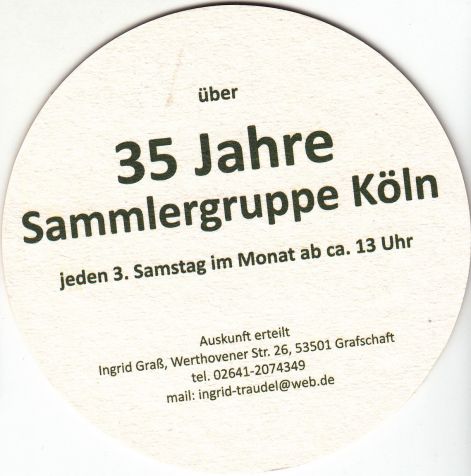 über
35 Jahre
Sammlergruppe Köln
jeden 3. Samstag im Monat ab ca. 13 Uhr
Auskunft erteilt
Ingrid Graß, Werthovener Str. 26, 53501 Grafschaft
tel. 02641-2074349
mail: ingrid-traudel@web.de